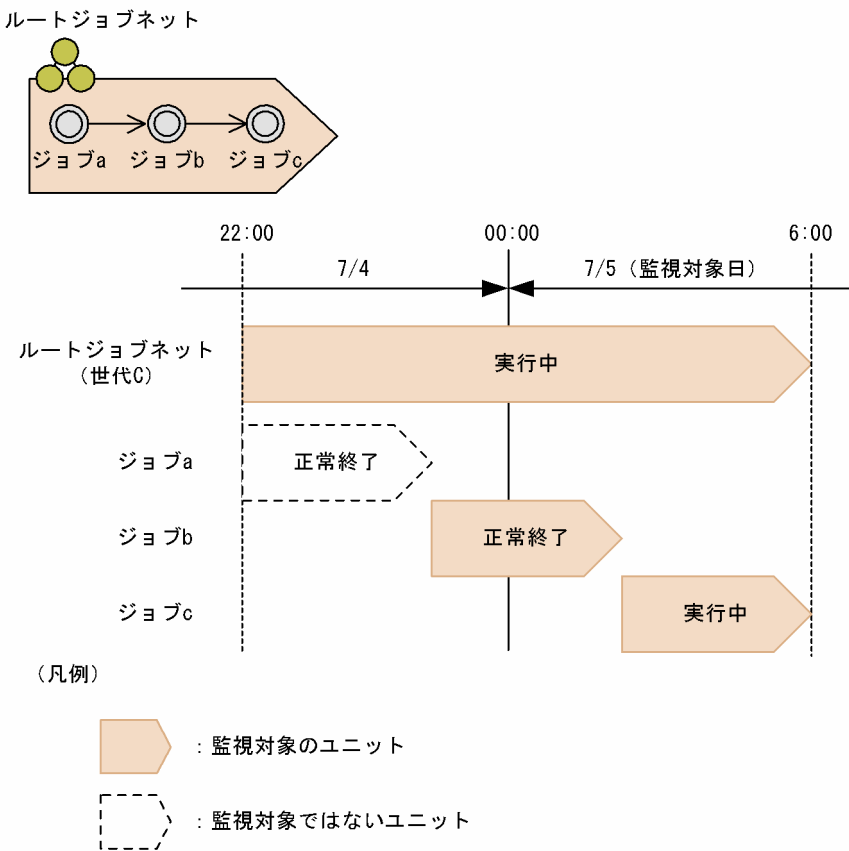 ルートジョブネット
ジョブa ジョブb ジョブc
22:00 00:00 6:00
7/4 7/5（監視対象日）
ルートジョブネット
（世代C）
実行中
ジョブa 正常終了
ジョブb 正常終了
ジョブc 実行中
（凡例）
：監視対象のユニット
：監視対象ではないユニット